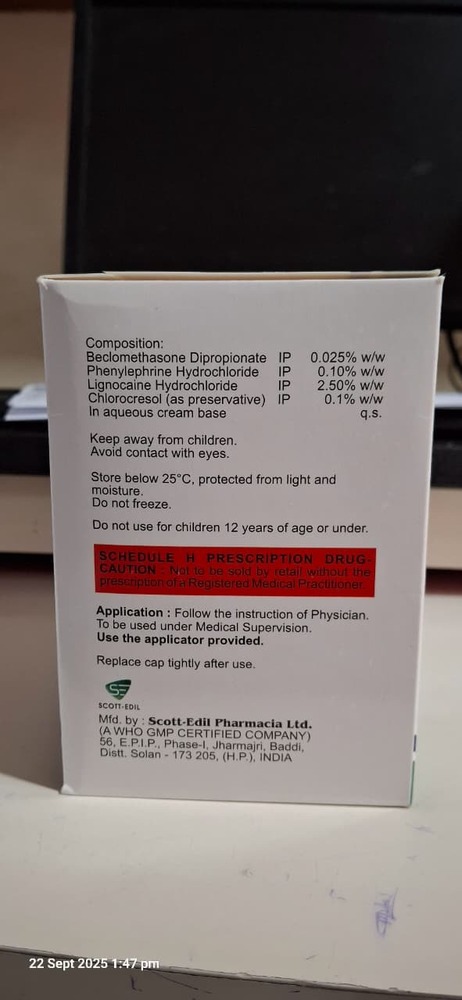 Composition:
Beclomethasone Dipropionate IP 0.025% w/w
Phenylephrine Hydrochloride IP 0.10% w/w
Lignocaine Hydrochloride IP 2.50% w/w
Chlorocresol (as preservative) IP 0.1% w/w
In aqueous cream base q.s.
Keep away from children.
Avoid contact with eyes.
Store below 25°C, protected from light and
moisture.
Do not freeze.
Do not use for children 12 years of age or under.
SCHEDULE H PRESCRIPTION DRUG-
CAUTION : Not to be sold by retail without the
prescription of a Registered Medical Practitioner.
Application : Follow the instruction of Physician.
To be used under Medical Supervision.
Use the applicator provided.
Replace cap tightly after use.
SE
SCOTT-EDIL
Mfd. by : Scott-Edil Pharmacia Ltd.
(A WHO GMP CERTIFIED COMPANY)
56, E.P.I.P., Phase-I, Jharmajri, Baddi,
Distt. Solan - 173 205, (H.P.), INDIA
22 Sept 2025 1:47 pm